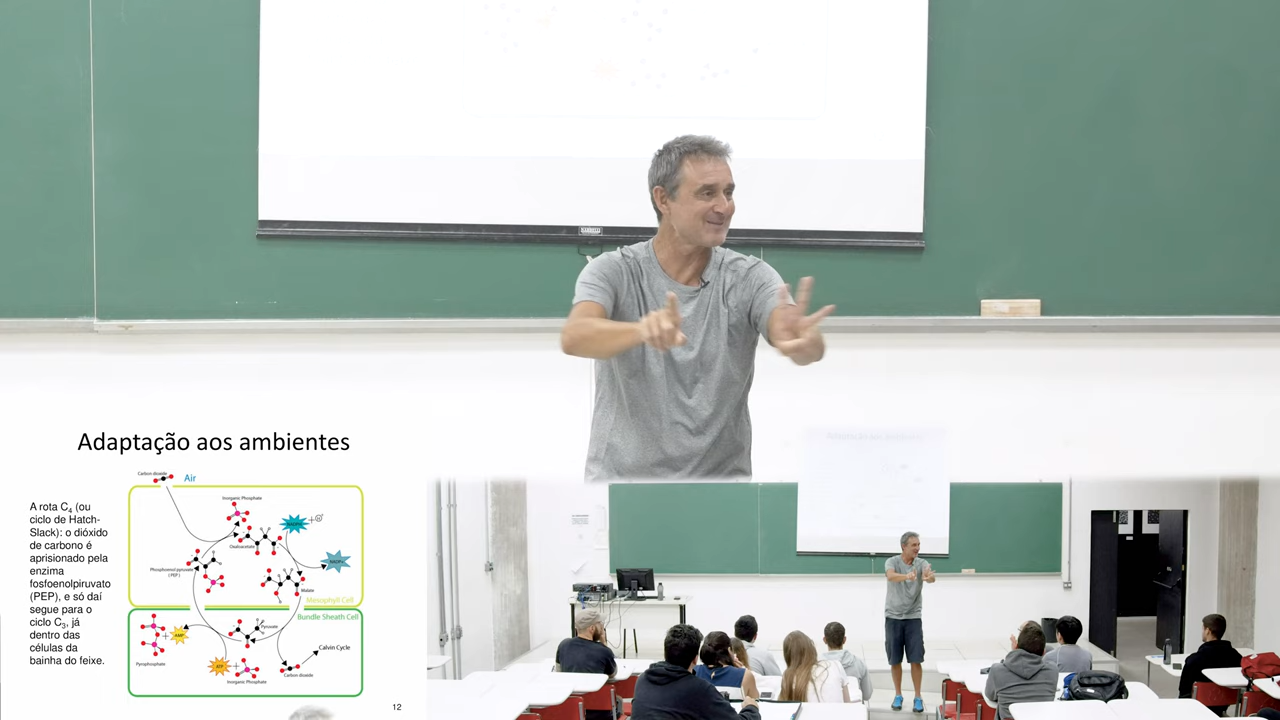 Adaptação aos ambientes
A rota C₄ (ou
ciclo de Hatch-
Slack): o dióxido
de carbono é
aprisionado pela
enzima
fosfoenolpiruvato
(PEP), e só daí
segue para o
ciclo C₃, já
dentro das
células da
bainha do feixe.
Carbon dioxide
Air
Inorganic Phosphate
Oxaloacetate
Phosphoenol pyruvate
(PEP)
Malate
Mesophyll Cell
Bundle Sheath Cell
Pyruvate
AMP
Calvin Cycle
Pyrophosphate
ATP
Inorganic Phosphate
Carbon dioxide
12